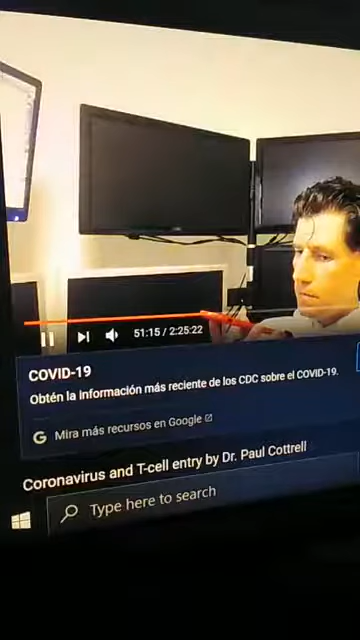 51:15 / 2:25:22
COVID-19
Obtén la información más reciente de los CDC sobre el COVID-19.
G Mira más recursos en Google
Coronavirus and T-cell entry by Dr. Paul Cottrell
Type here to search